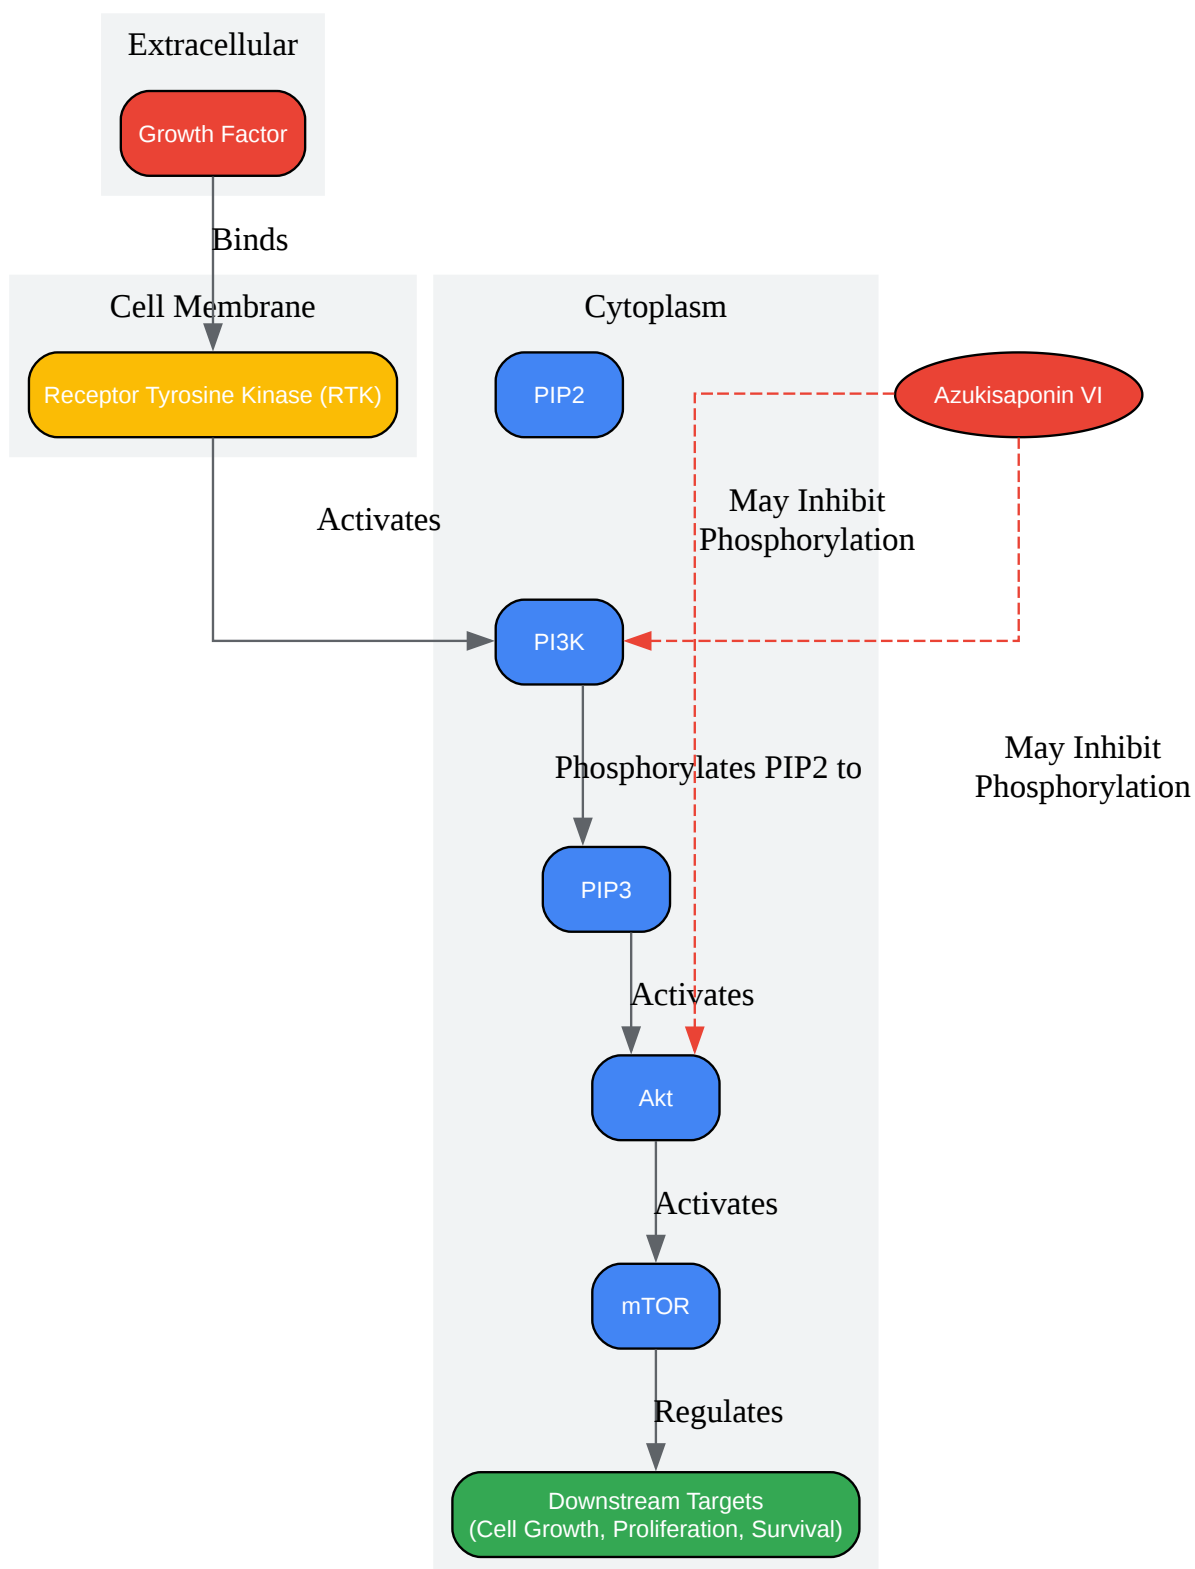 Extracellular
Growth Factor
Binds
Cell Membrane
Cytoplasm
Receptor Tyrosine Kinase (RTK)
PIP2
Azukisaponin VI
Activates
May Inhibit
Phosphorylation
PI3K
Phosphorylates PIP2 to
May Inhibit
Phosphorylation
PIP3
Activates
Akt
Activates
mTOR
Regulates
Downstream Targets
(Cell Growth, Proliferation, Survival)